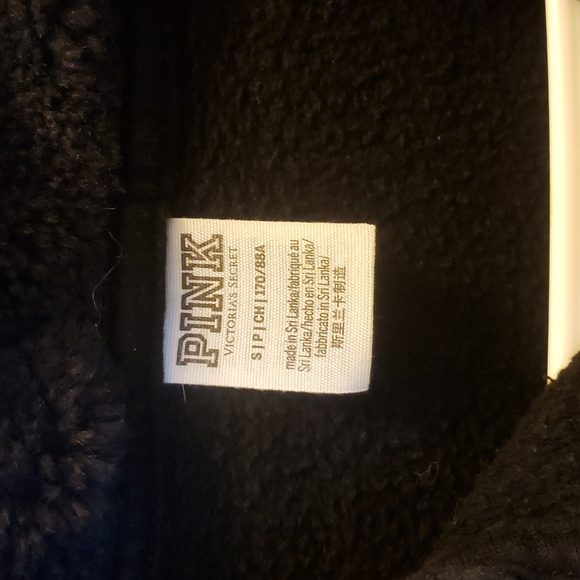 PINK
VICTORIA'S SECRET
S | P | CH | 170/88A
made in Sri Lanka/fabriqué au
Sri Lanka/hecho en Sri Lanka/
fabbricato in Sri Lanka/
斯里兰卡制造